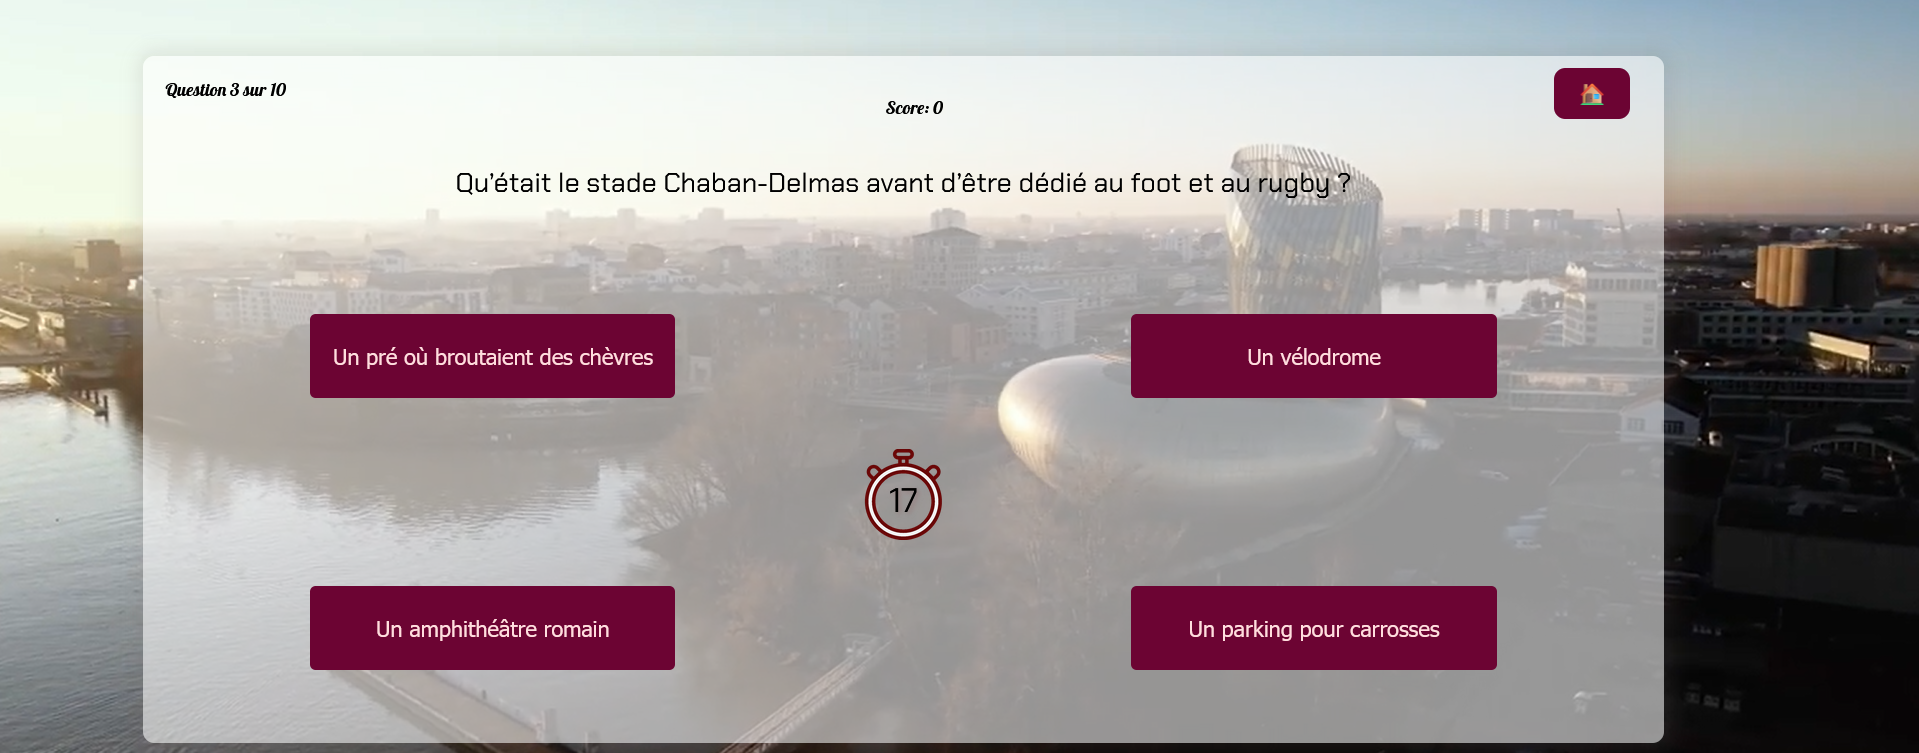 Question 3 sur 10
Score: 0
Qu’était le stade Chaban-Delmas avant d’être dédié au foot et au rugby ?
Un pré où broutaient des chèvres
Un vélodrome
17
Un amphithéâtre romain
Un parking pour carrosses